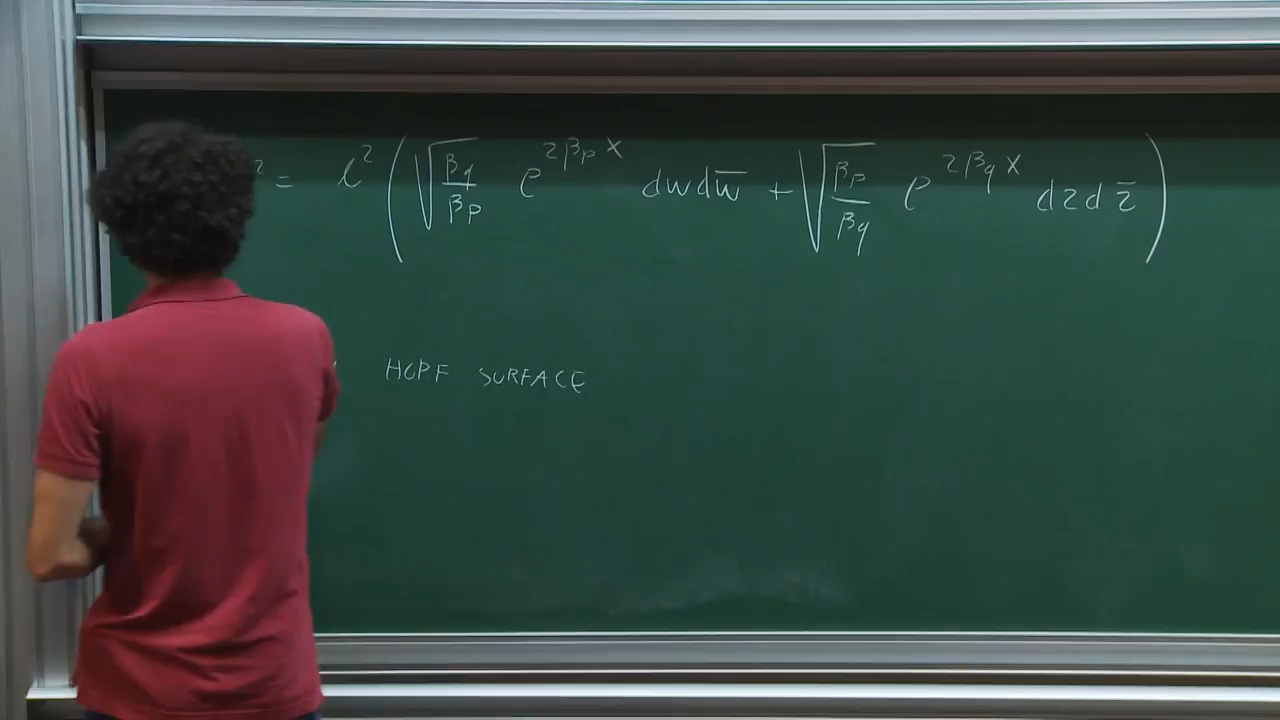 ² = ℓ² ( √(β_q/β_p) e^{2β_p x} dw dw̄ + √(β_p/β_q) e^{2β_q x} dz dz̄ )
HOPF SURFACE